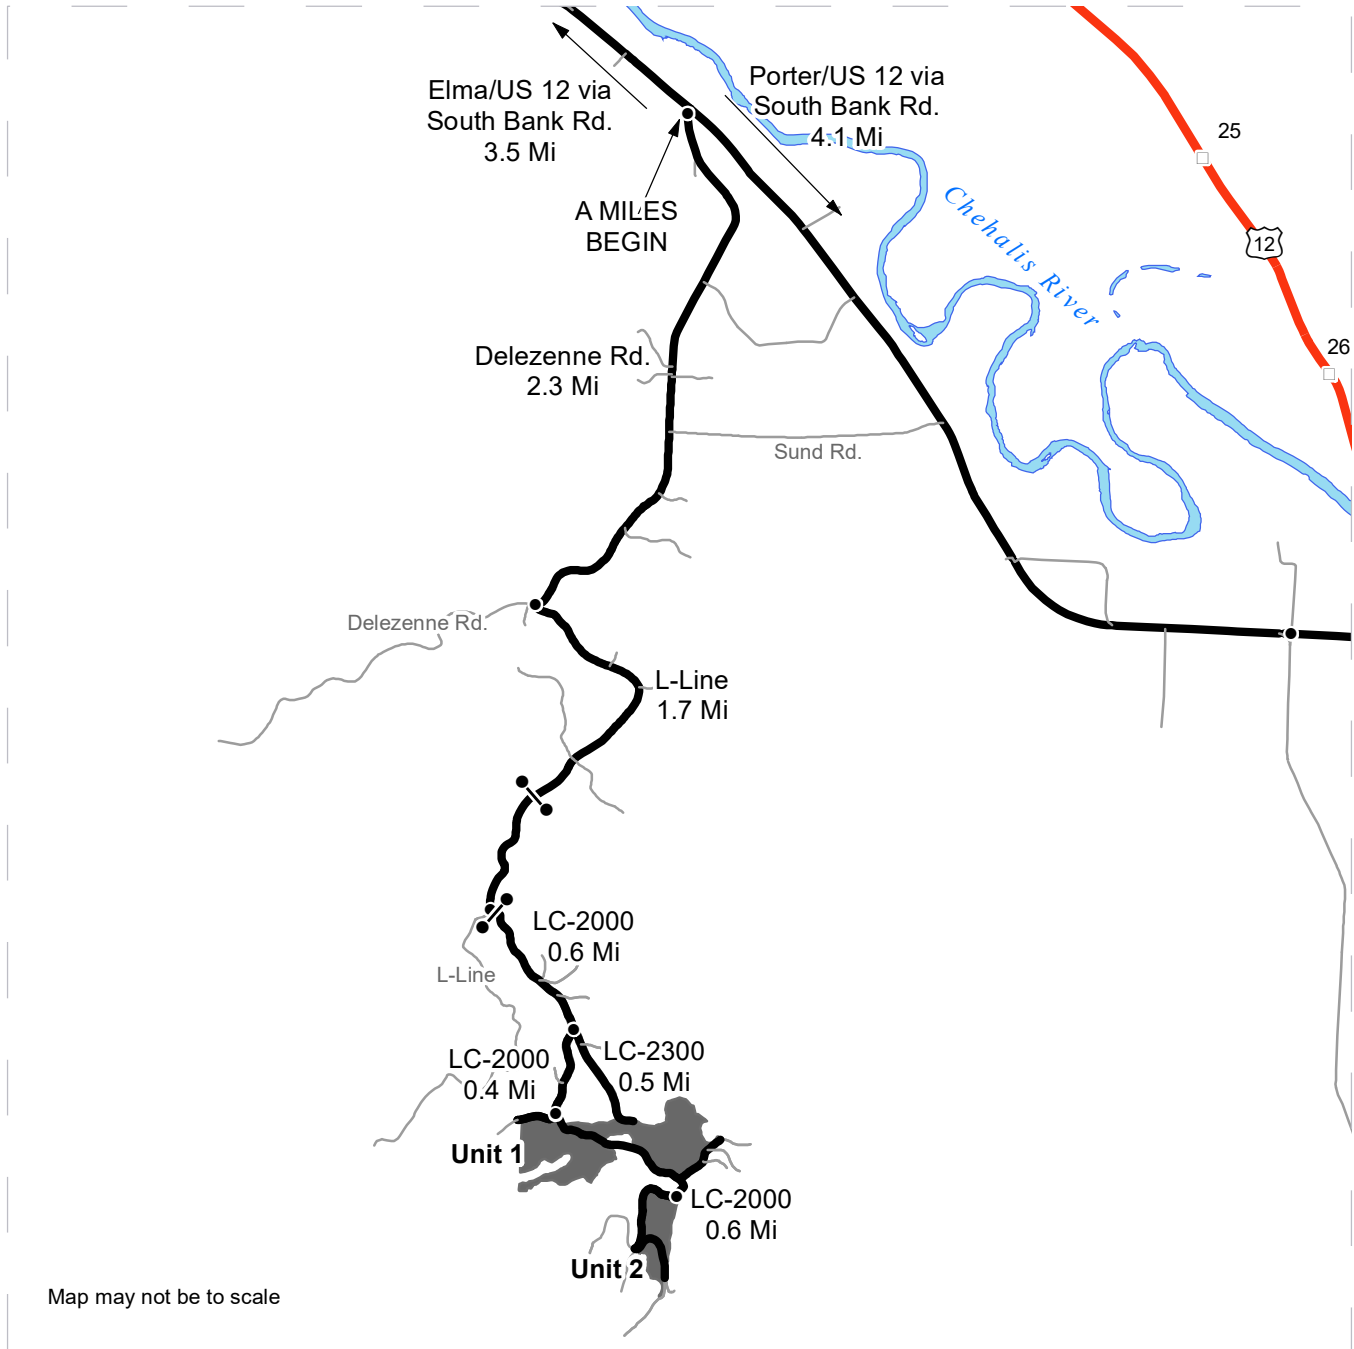 Elma/US 12 via
South Bank Rd.
3.5 Mi
Porter/US 12 via
South Bank Rd.
4.1 Mi
25
A MILES
BEGIN
Chehalis River
12
26
Delezenne Rd.
2.3 Mi
Sund Rd.
Delezenne Rd.
L-Line
1.7 Mi
LC-2000
0.6 Mi
L-Line
LC-2000
0.4 Mi
LC-2300
0.5 Mi
Unit 1
LC-2000
0.6 Mi
Unit 2
Map may not be to scale